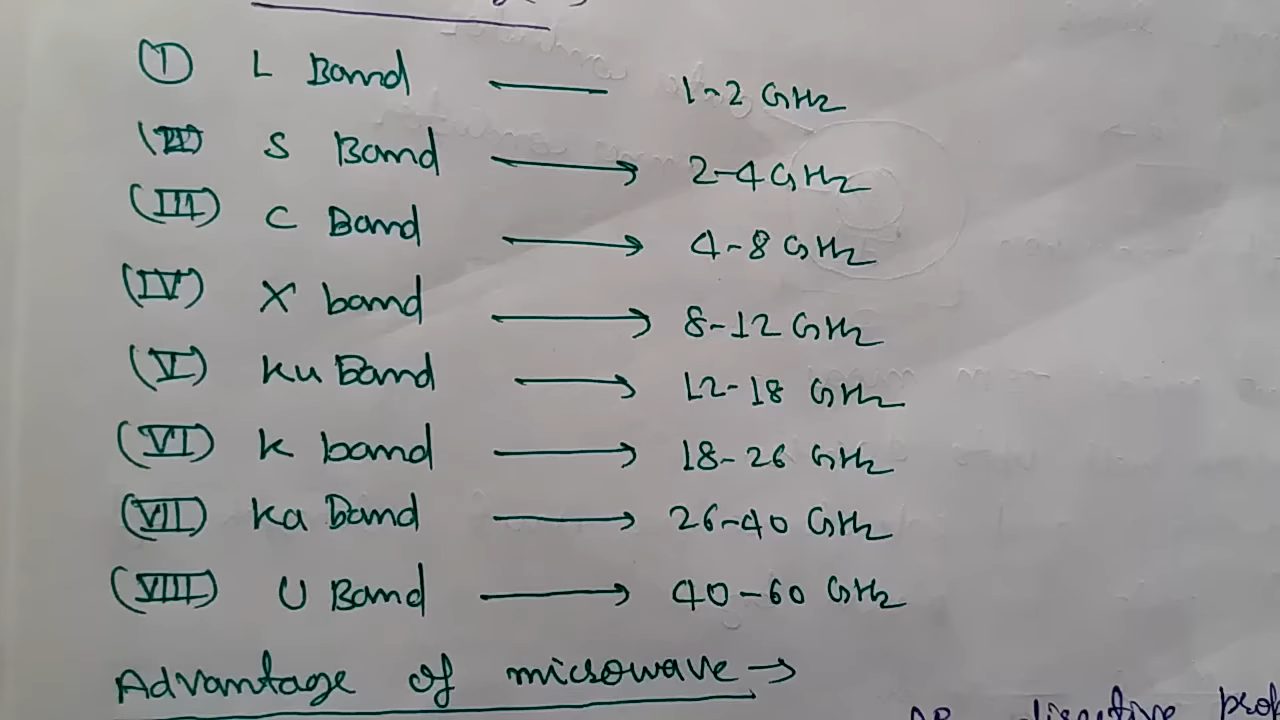 (I) L Band — 1-2 GHz
(II) S Band → 2-4 GHz
(III) C Band → 4-8 GHz
(IV) X band → 8-12 GHz
(V) Ku Band → 12-18 GHz
(VI) K band → 18-26 GHz
(VII) Ka Band → 26-40 GHz
(VIII) U Band → 40-60 GHz
Advantage of microwave →
directive